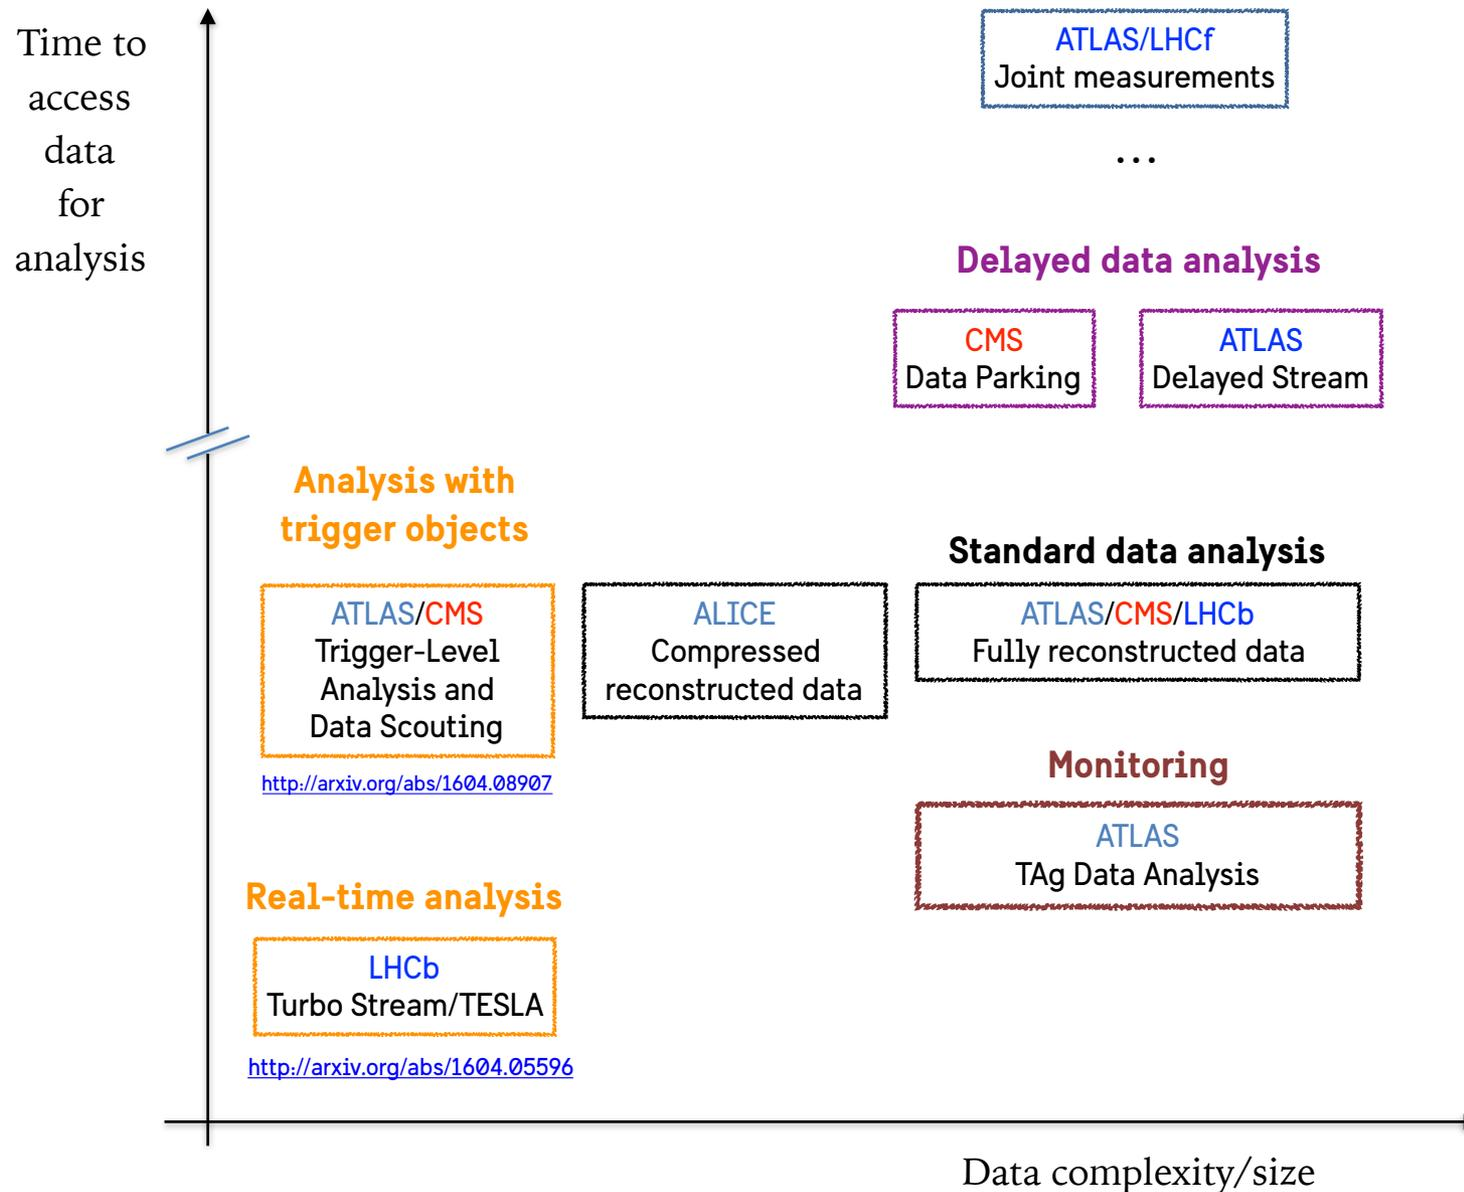 Time to
access
data
for
analysis
ATLAS/LHCf
Joint measurements
...
Delayed data analysis
CMS
Data Parking
ATLAS
Delayed Stream
Analysis with
trigger objects
ATLAS/CMS
Trigger-Level
Analysis and
Data Scouting
http://arxiv.org/abs/1604.08907
ALICE
Compressed
reconstructed data
Standard data analysis
ATLAS/CMS/LHCb
Fully reconstructed data
Monitoring
ATLAS
TAg Data Analysis
Real-time analysis
LHCb
Turbo Stream/TESLA
http://arxiv.org/abs/1604.05596
Data complexity/size